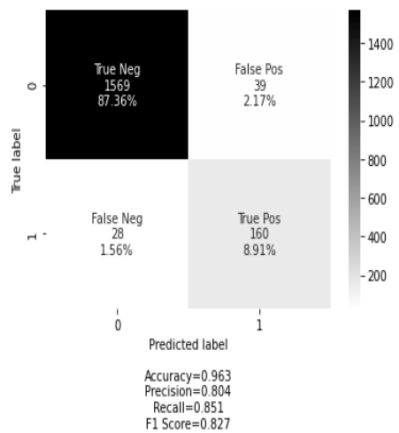 True Neg
1569
87.36%
False Pos
39
2.17%
False Neg
28
1.56%
True Pos
160
8.91%
0
1
True label
0
1
Predicted label
1400
1200
1000
800
600
400
200
Accuracy=0.963
Precision=0.804
Recall=0.851
F1 Score=0.827